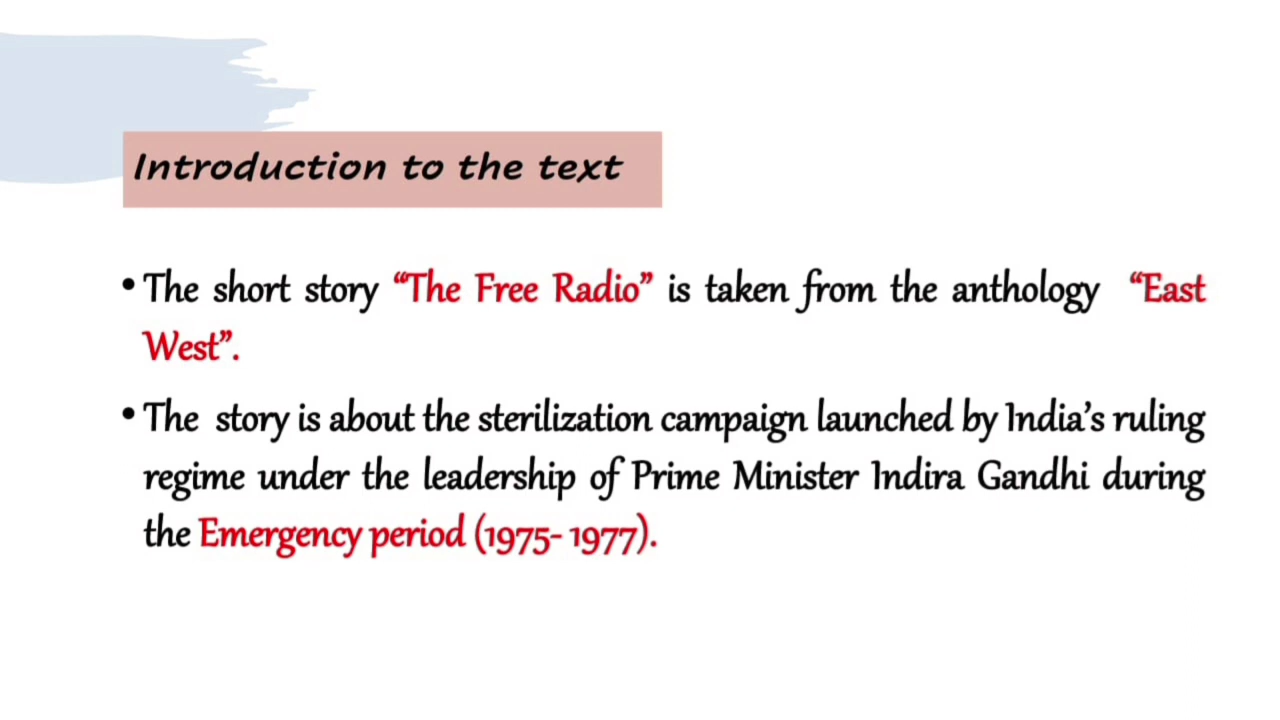 Introduction to the text
• The short story “The Free Radio” is taken from the anthology “East
West”.
• The story is about the sterilization campaign launched by India’s ruling
regime under the leadership of Prime Minister Indira Gandhi during
the Emergency period (1975- 1977).